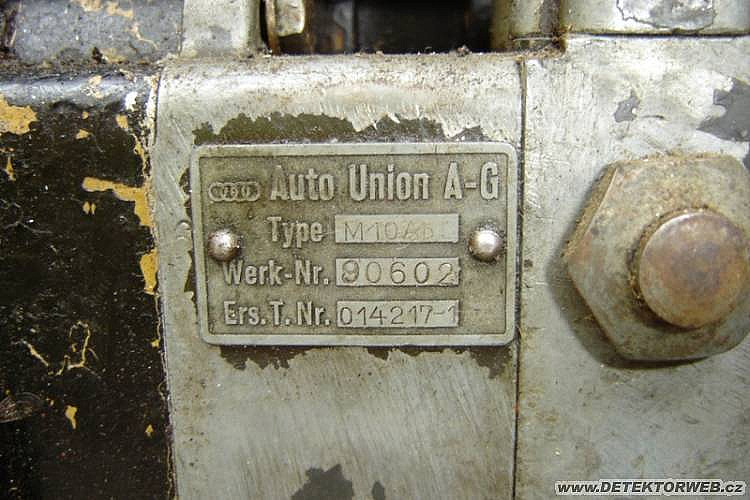 Auto Union A-G
Type
Werk-Nr. 90602
Ers. T. Nr. 014217-1
www.DETEKTORWEB.cz